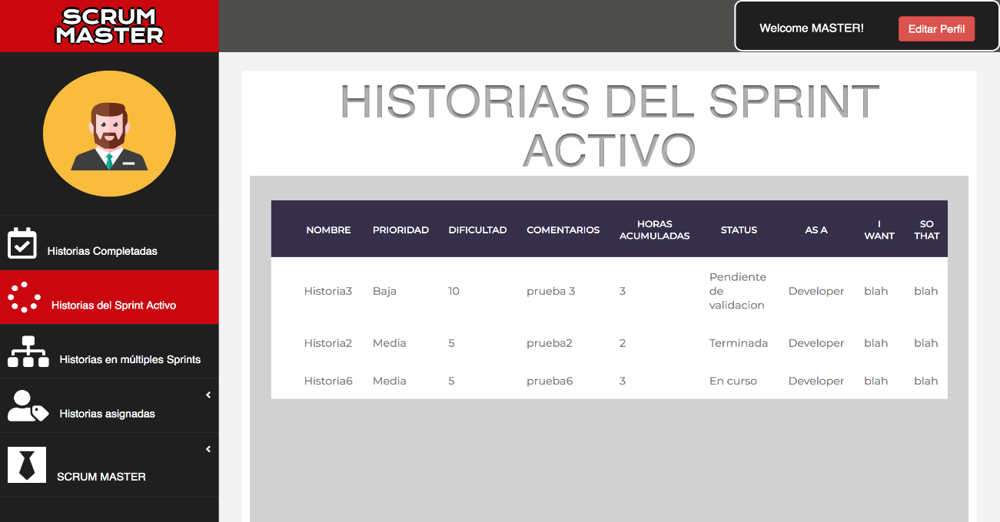 SCRUM
MASTER
Welcome MASTER!
Editar Perfil
Historias Completadas
Historias del Sprint Activo
Historias en múltiples Sprints
Historias asignadas
SCRUM MASTER
HISTORIAS DEL SPRINT
ACTIVO
NOMBRE PRIORIDAD DIFICULTAD COMENTARIOS HORAS ACUMULADAS STATUS AS A I WANT SO THAT
Historia3 Baja 10 prueba 3 3 Pendiente de validacion Developer blah blah
Historia2 Media 5 prueba2 2 Terminada Developer blah blah
Historia6 Media 5 prueba6 3 En curso Developer blah blah